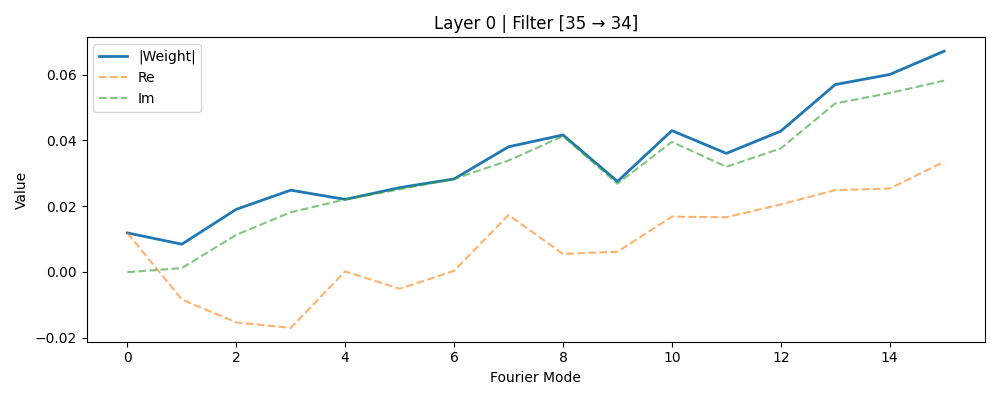 Layer 0 | Filter [35 → 34]
|Weight|
Re
Im
Value
0.06
0.04
0.02
0.00
−0.02
0 2 4 6 8 10 12 14
Fourier Mode